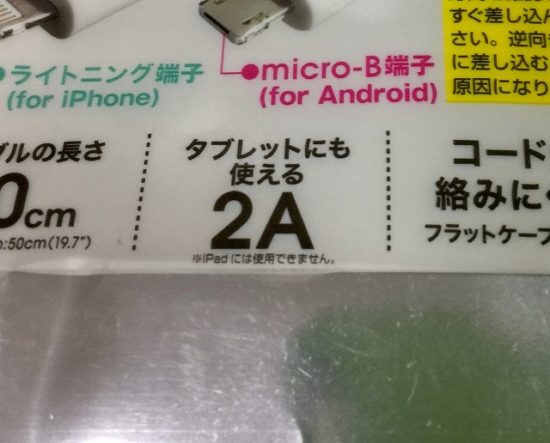 すぐ差し込ん
さい。逆向き
に差し込む
原因になり
ライトニング端子
(for iPhone)
micro-B端子
(for Android)
ブルの長さ
0cm
50cm(19.7")
タブレットにも
使える
2A
※iPadには使用できません。
コード
絡みにく
フラットケーブ